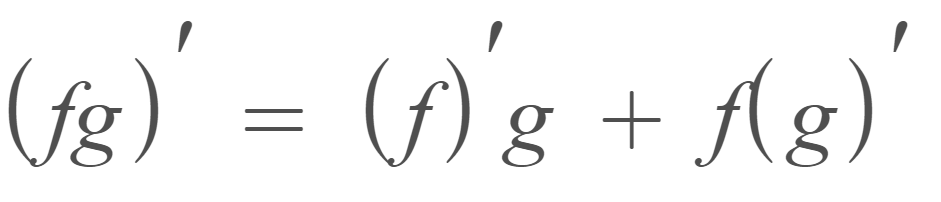 (fg)′ = (f)′g + f(g)′